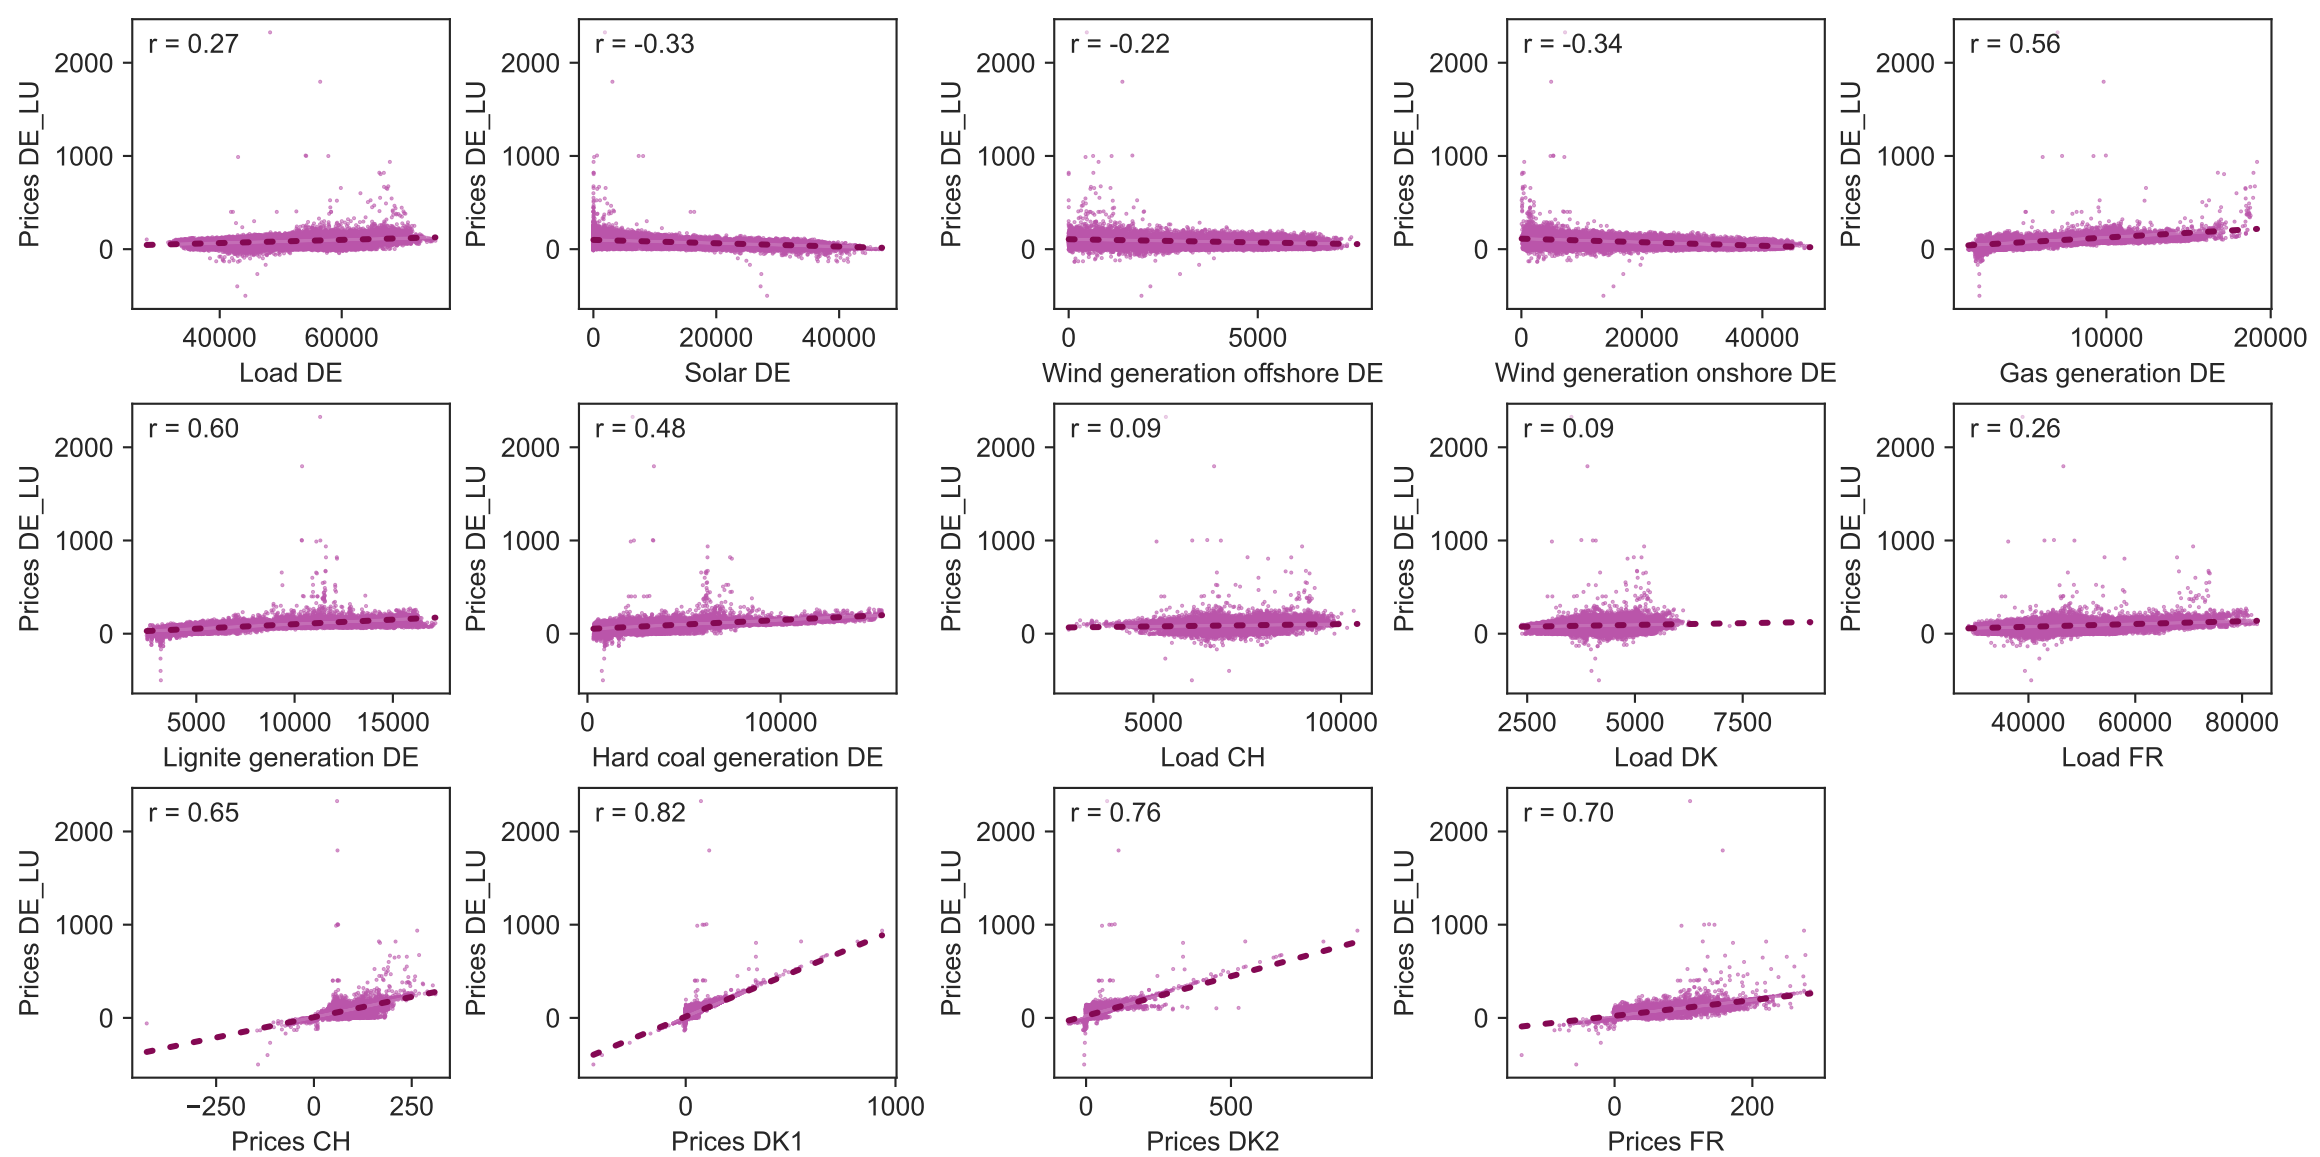 r = 0.27
2000
1000
0
Prices DE_LU
40000 60000
Load DE
r = -0.33
Prices DE_LU
0 20000 40000
Solar DE
r = -0.22
2000
1000
0
Prices DE_LU
0 5000
Wind generation offshore DE
r = -0.34
2000
1000
0
Prices DE_LU
0 20000 40000
Wind generation onshore DE
r = 0.56
2000
1000
0
Prices DE_LU
10000 20000
Gas generation DE
r = 0.60
2000
1000
0
Prices DE_LU
5000 10000 15000
Lignite generation DE
r = 0.48
2000
1000
0
Prices DE_LU
0 10000
Hard coal generation DE
r = 0.09
2000
1000
0
Prices DE_LU
5000 10000
Load CH
r = 0.09
2000
1000
0
Prices DE_LU
2500 5000 7500
Load DK
r = 0.26
2000
1000
0
Prices DE_LU
40000 60000 80000
Load FR
r = 0.65
2000
1000
0
Prices DE_LU
−250 0 250
Prices CH
r = 0.82
2000
1000
0
Prices DE_LU
0 1000
Prices DK1
r = 0.76
2000
1000
0
Prices DE_LU
0 500
Prices DK2
r = 0.70
2000
1000
0
Prices DE_LU
0 200
Prices FR